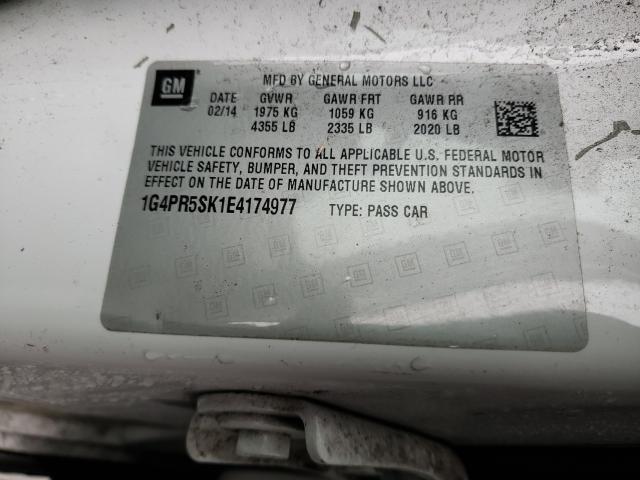 GM MFD BY GENERAL MOTORS LLC
DATE GVWR GAWR FRT GAWR RR
02/14 1975 KG 1059 KG 916 KG
4355 LB 2335 LB 2020 LB
THIS VEHICLE CONFORMS TO ALL APPLICABLE U.S. FEDERAL MOTOR
VEHICLE SAFETY, BUMPER, AND THEFT PREVENTION STANDARDS IN
EFFECT ON THE DATE OF MANUFACTURE SHOWN ABOVE.
1G4PR5SK1E4174977 TYPE: PASS CAR